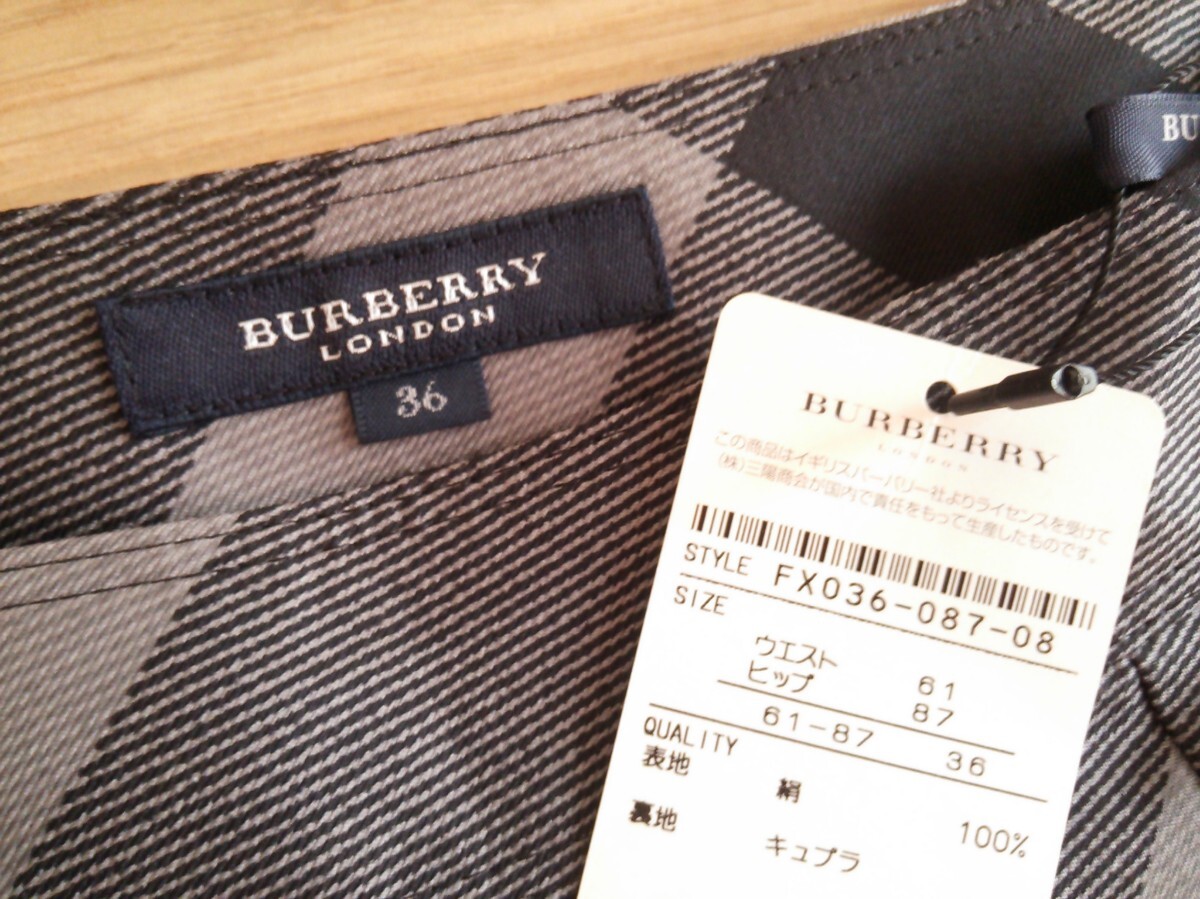 BURBERRY
LONDON
36
BU
BURBERRY
LONDON
この商品はイギリスバーバリー社よりライセンスを受けて
(株)三陽商会が国内で責任をもって生産したものです。
STYLE FX036-087-08
SIZE
ウエスト 61
ヒップ 87
61-87 36
QUALITY
表地 絹 100%
裏地 キュプラ